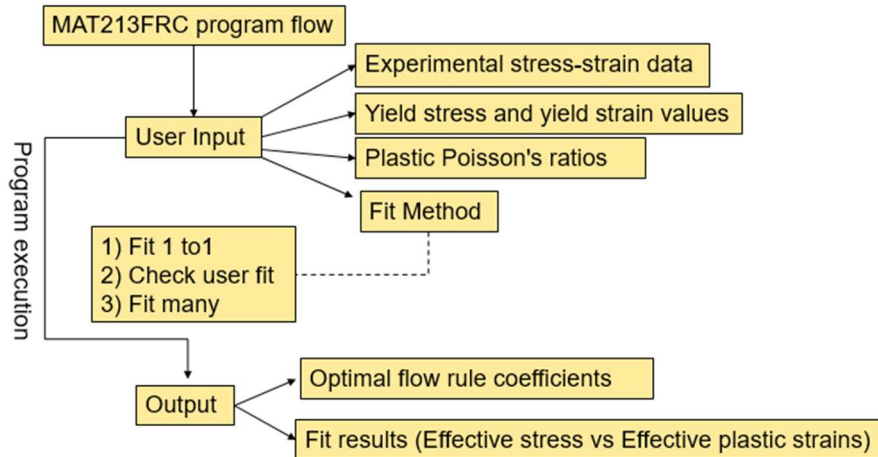 MAT213FRC program flow
Experimental stress-strain data
Yield stress and yield strain values
User Input
Plastic Poisson's ratios
Fit Method
Program execution
1) Fit 1 to1
2) Check user fit
3) Fit many
Optimal flow rule coefficients
Output
Fit results (Effective stress vs Effective plastic strains)